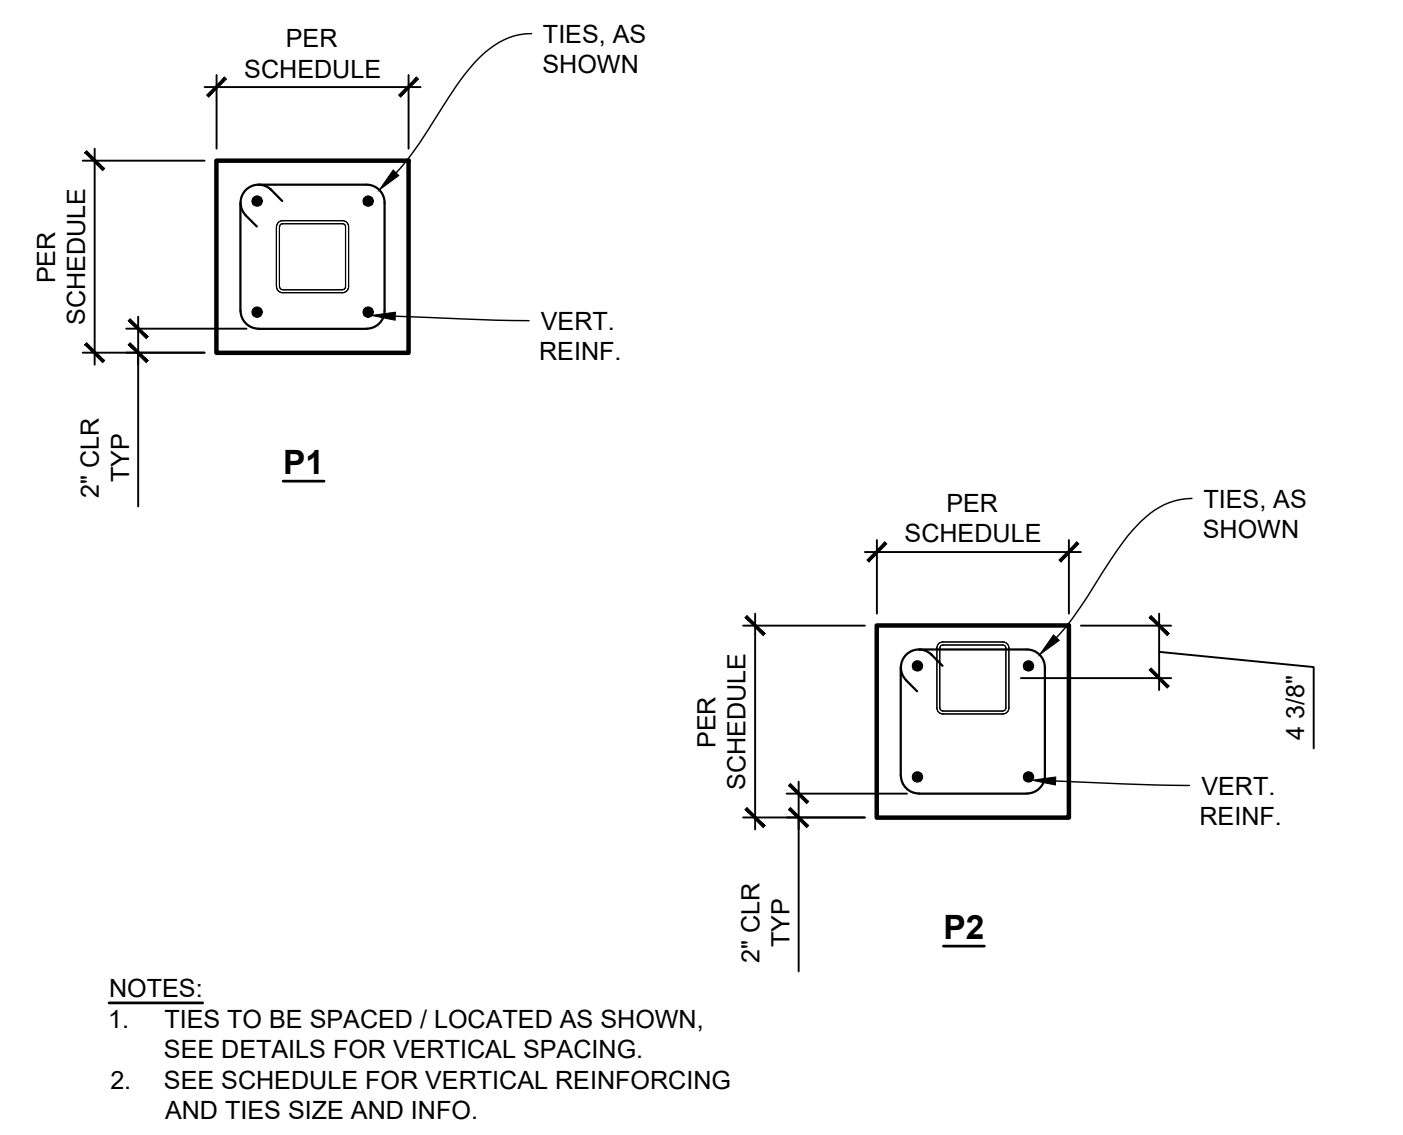 PER
SCHEDULE
TIES, AS
SHOWN
PER
SCHEDULE
VERT.
REINF.
2" CLR
TYP
P1
PER
SCHEDULE
TIES, AS
SHOWN
PER
SCHEDULE
4 3/8"
VERT.
REINF.
2" CLR
TYP
P2
NOTES:
1. TIES TO BE SPACED / LOCATED AS SHOWN,
SEE DETAILS FOR VERTICAL SPACING.
2. SEE SCHEDULE FOR VERTICAL REINFORCING
AND TIES SIZE AND INFO.